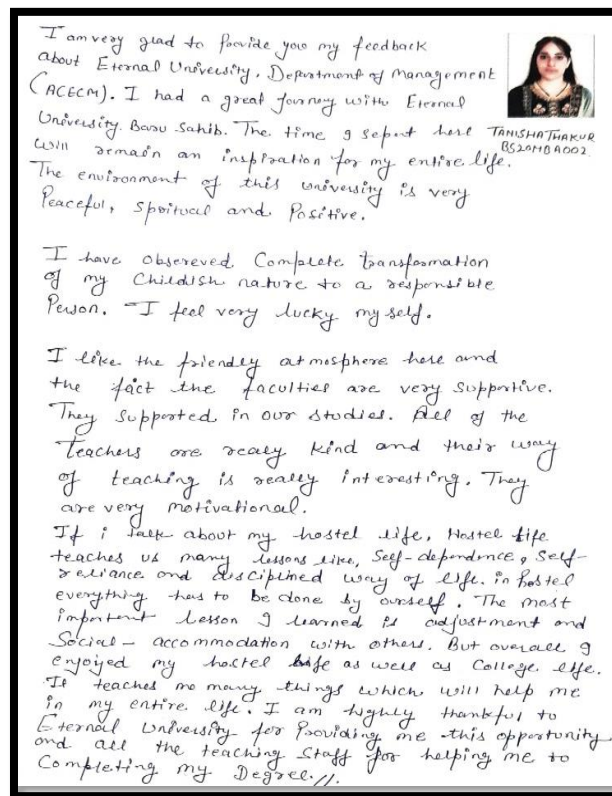 I am very glad to Provide you my feedback
about Eternal University, Department of Management
(ACECM). I had a great Journey with Eternal
University. Baru Sahib. The time I sepent here
TANISHA THAKUR
BS20MBA002
will remain an inspiration for my entire life.
The environment of this university is very
Peaceful, Spiritual and Positive.
I have obsereved Complete transformation
of my Childish nature to a responsible
Person. I feel very lucky my self.
I like the friendly atmosphere here and
the fact the faculties are very Supportive.
They Supported in our studies. All of the
teachers are realy Kind and their way
of teaching is really interesting. They
are very motivational.
If i talk about my hostel life, Hostel life
teaches us many lessons like, Self-dependence, Self-
reliance and disciplined way of life. in hostel
everything has to be done by ourself. The most
important Lesson I learned is adjustment and
Social - accommodation with others. But overall I
enjoyed my hostel life as well as College life.
It teaches me many things which will help me
in my entire life. I am highly thankful to
Eternal University for Providing me this opportunity
and all the teaching Staff for helping me to
Completing my Degree.//.